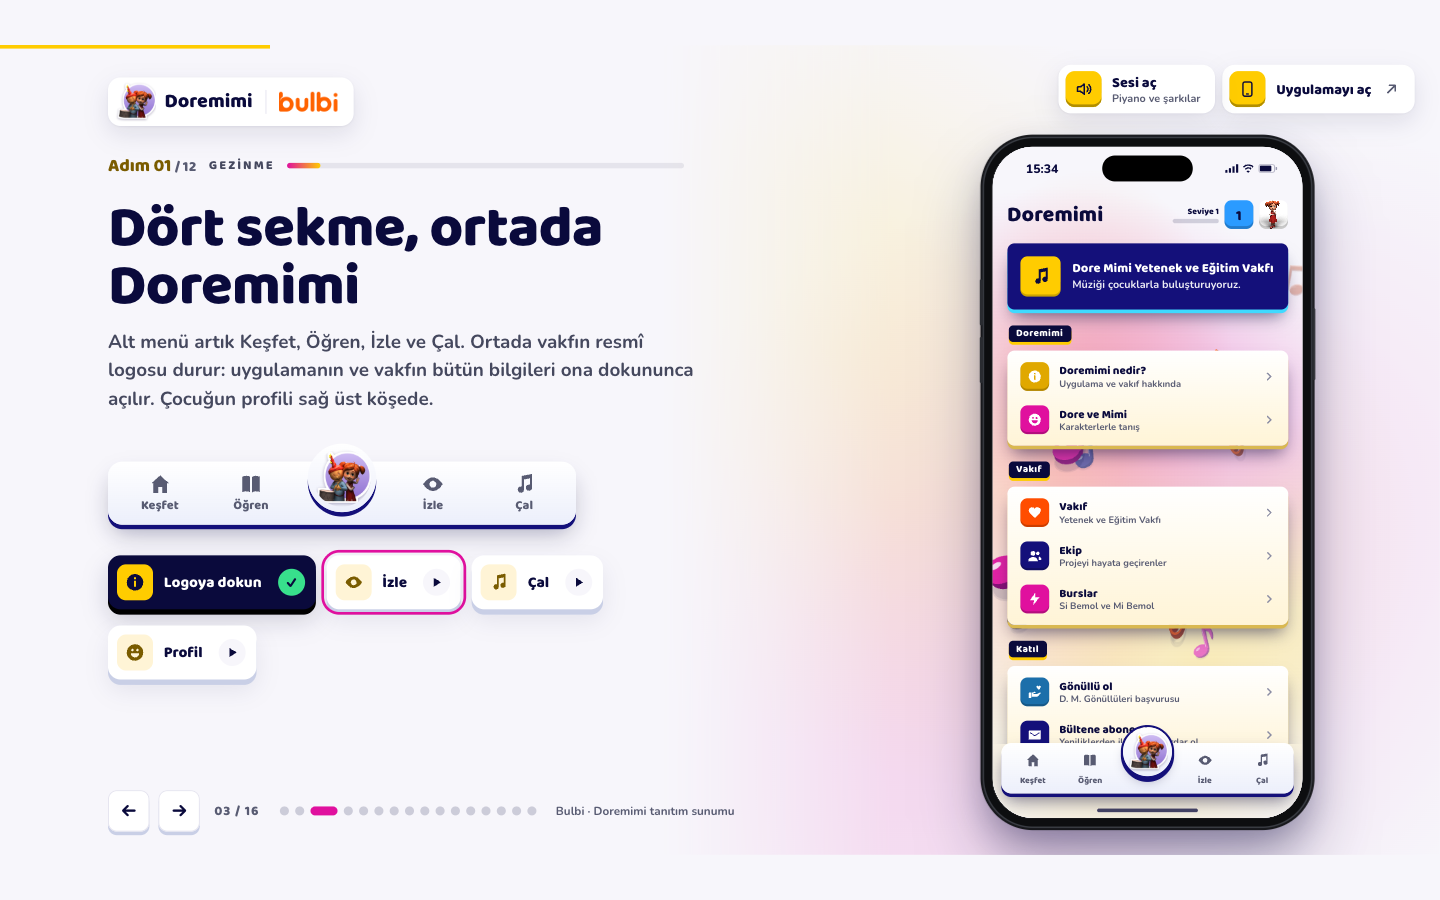 Doremimi
bulbi
Sesi aç
Piyano ve şarkılar
Uygulamayı aç
Adım 01 / 12 GEZİNME
Dört sekme, ortada
Doremimi
Alt menü artık Keşfet, Öğren, İzle ve Çal. Ortada vakfın resmî
logosu durur: uygulamanın ve vakfın bütün bilgileri ona dokununca
açılır. Çocuğun profili sağ üst köşede.
Keşfet
Öğren
İzle
Çal
Logoya dokun
İzle
Çal
Profil
03 / 16
Bulbi · Doremimi tanıtım sunumu
15:34
Doremimi
Seviye 1
1
Dore Mimi Yetenek ve Eğitim Vakfı
Müziği çocuklarla buluşturuyoruz.
Doremimi
Doremimi nedir?
Uygulama ve vakıf hakkında
Dore ve Mimi
Karakterlerle tanış
Vakıf
Vakıf
Yetenek ve Eğitim Vakfı
Ekip
Projeyi hayata geçirenler
Burslar
Si Bemol ve Mi Bemol
Katıl
Gönüllü ol
D. M. Gönüllüleri başvurusu
Bültene abone
Keşfet
Öğren
İzle
Çal